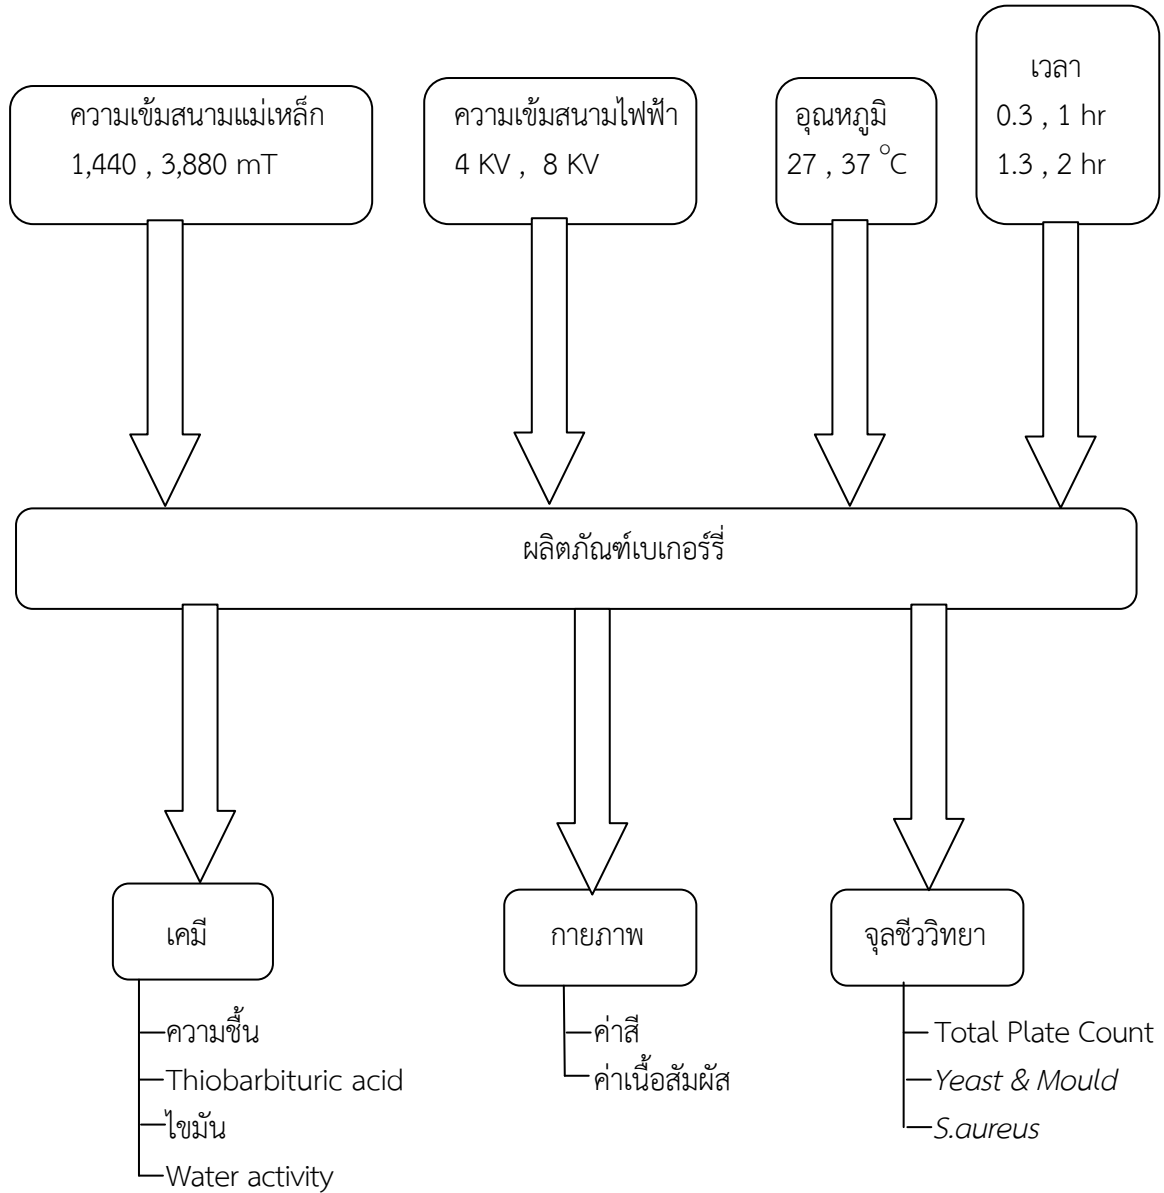 ความเข้มสนามแม่เหล็ก
1,440 , 3,880 mT
ความเข้มสนามไฟฟ้า
4 KV , 8 KV
อุณหภูมิ
27 , 37 °C
เวลา
0.3 , 1 hr
1.3 , 2 hr
ผลิตภัณฑ์เบเกอร์รี่
เคมี
ความชื้น
Thiobarbituric acid
ไขมัน
Water activity
กายภาพ
ค่าสี
ค่าเนื้อสัมผัส
จุลชีววิทยา
Total Plate Count
Yeast & Mould
S.aureus